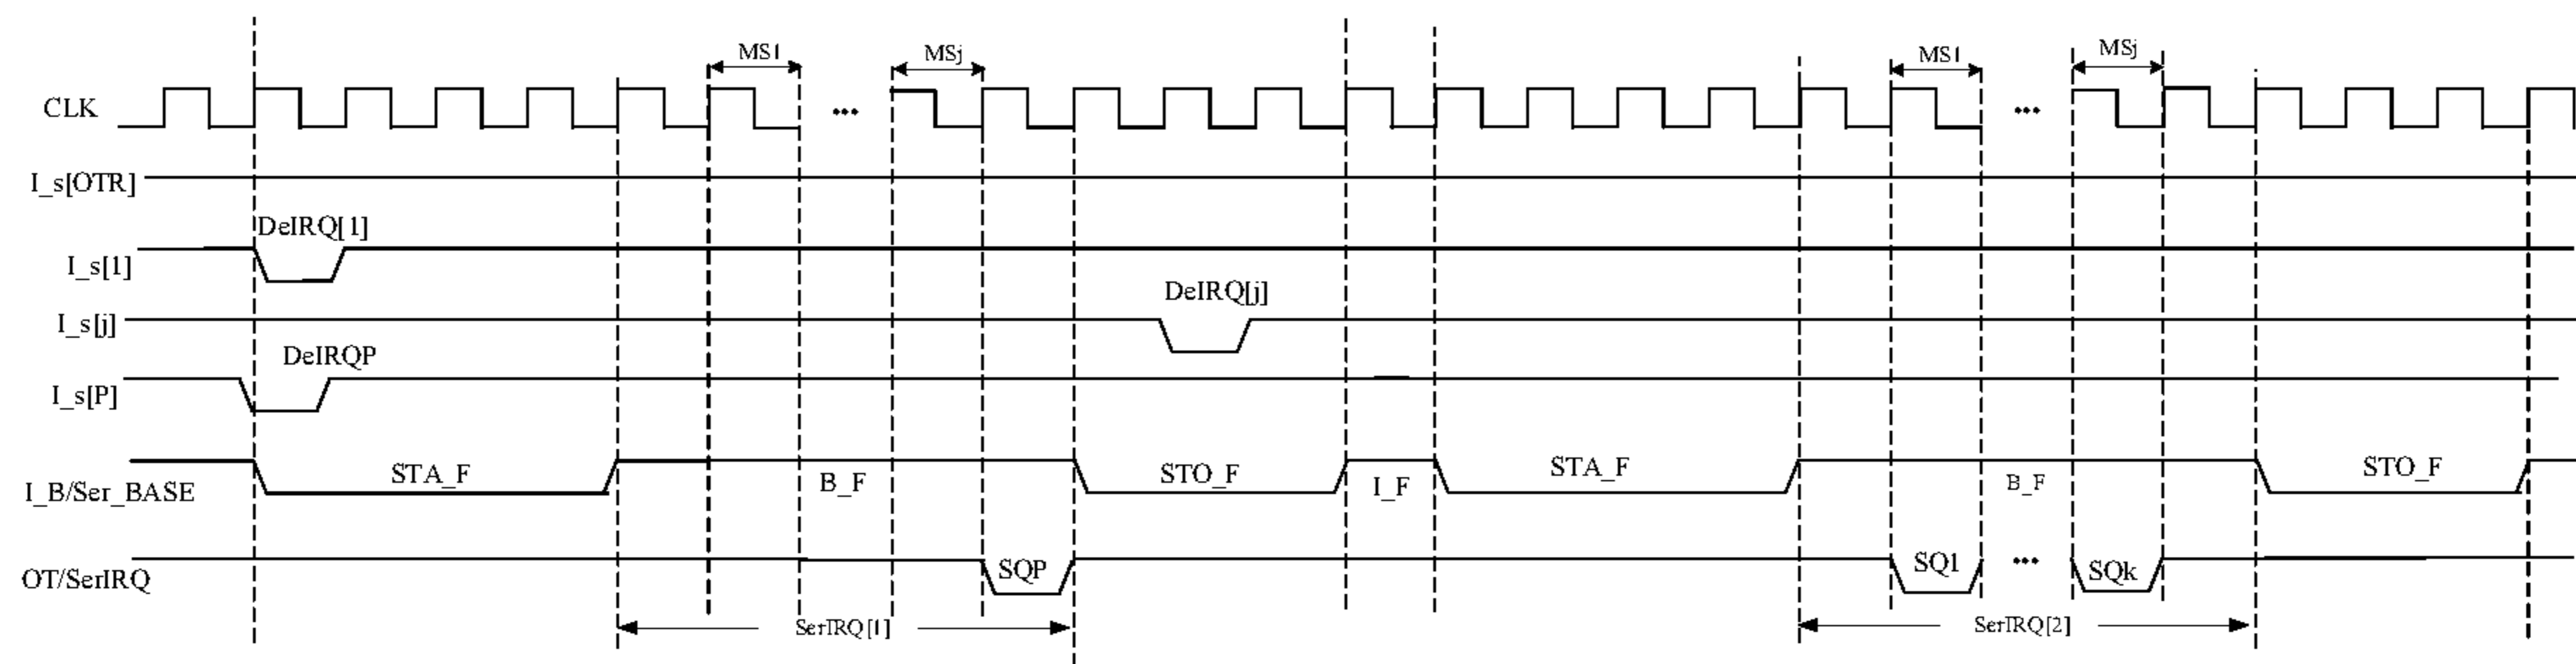 MS1 MSj MS1 MSj
CLK ... ...
I_s[OTR]
DeIRQ[1]
I_s[1]
DeIRQ[j]
I_s[j]
DeIRQP
I_s[P]
STA_F B_F STO_F I_F STA_F B_F STO_F
I_B/Ser_BASE
OT/SerIRQ SQP SQ1 ... SQk
SerIRQ[1] SerIRQ[2]